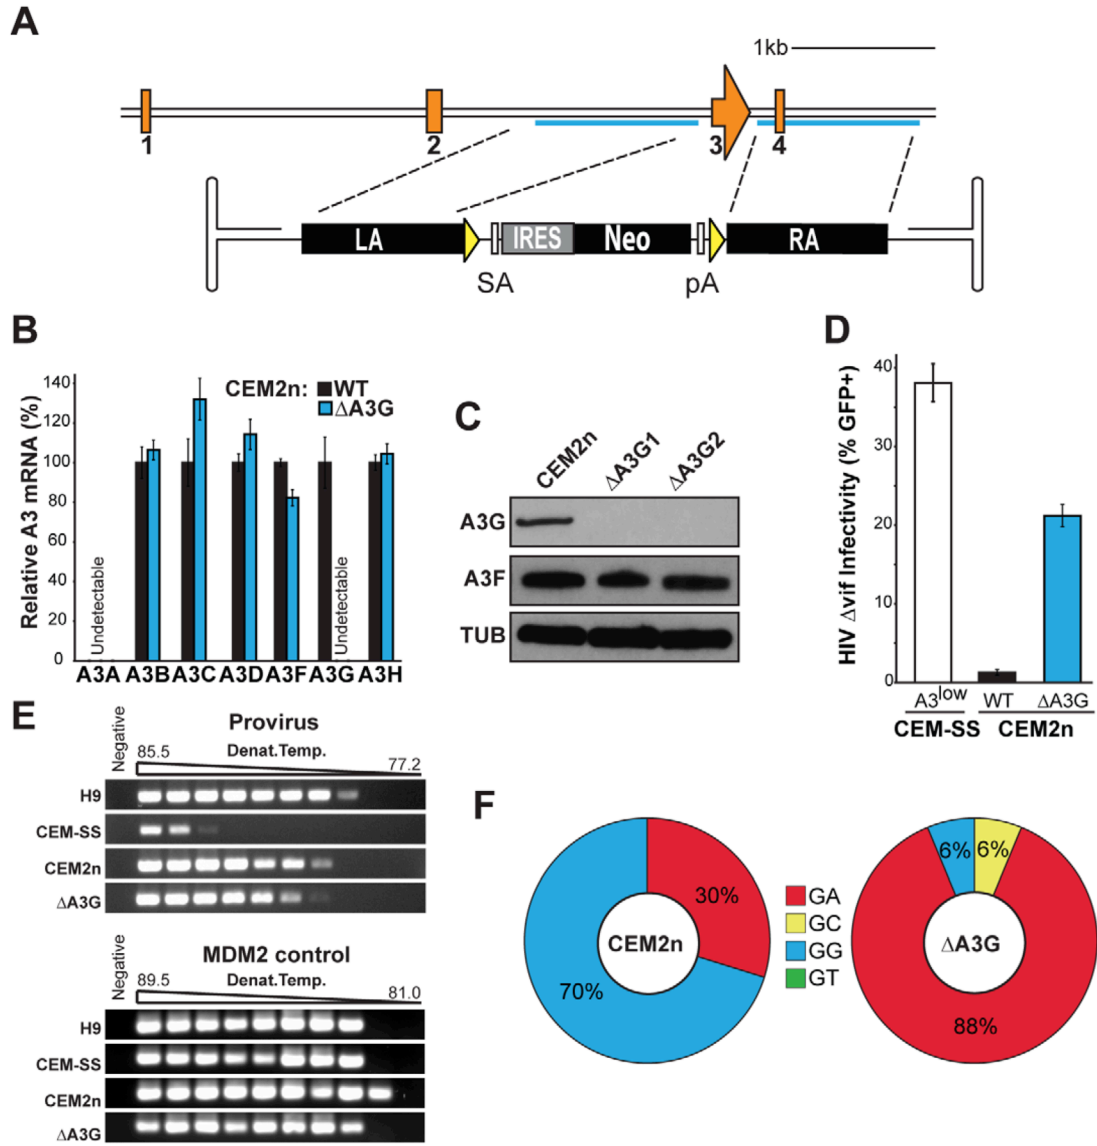 A
1kb
1 2 3 4
LA IRES Neo RA
SA pA
B
Relative A3 mRNA (%)
140
120
100
80
60
40
20
0
CEM2n: WT
ΔA3G
Undetectable
Undetectable
A3A A3B A3C A3D A3F A3G A3H
C
CEM2n ΔA3G1 ΔA3G2
A3G
A3F
TUB
D
HIV Δvif Infectivity (% GFP+)
40
30
20
10
0
A3low WT ΔA3G
CEM-SS CEM2n
E
Provirus
Negative
85.5 Denat.Temp. 77.2
H9
CEM-SS
CEM2n
ΔA3G
MDM2 control
Negative
89.5 Denat.Temp. 81.0
H9
CEM-SS
CEM2n
ΔA3G
F
30%
70%
CEM2n
GA
GC
GG
GT
6% 6%
ΔA3G
88%